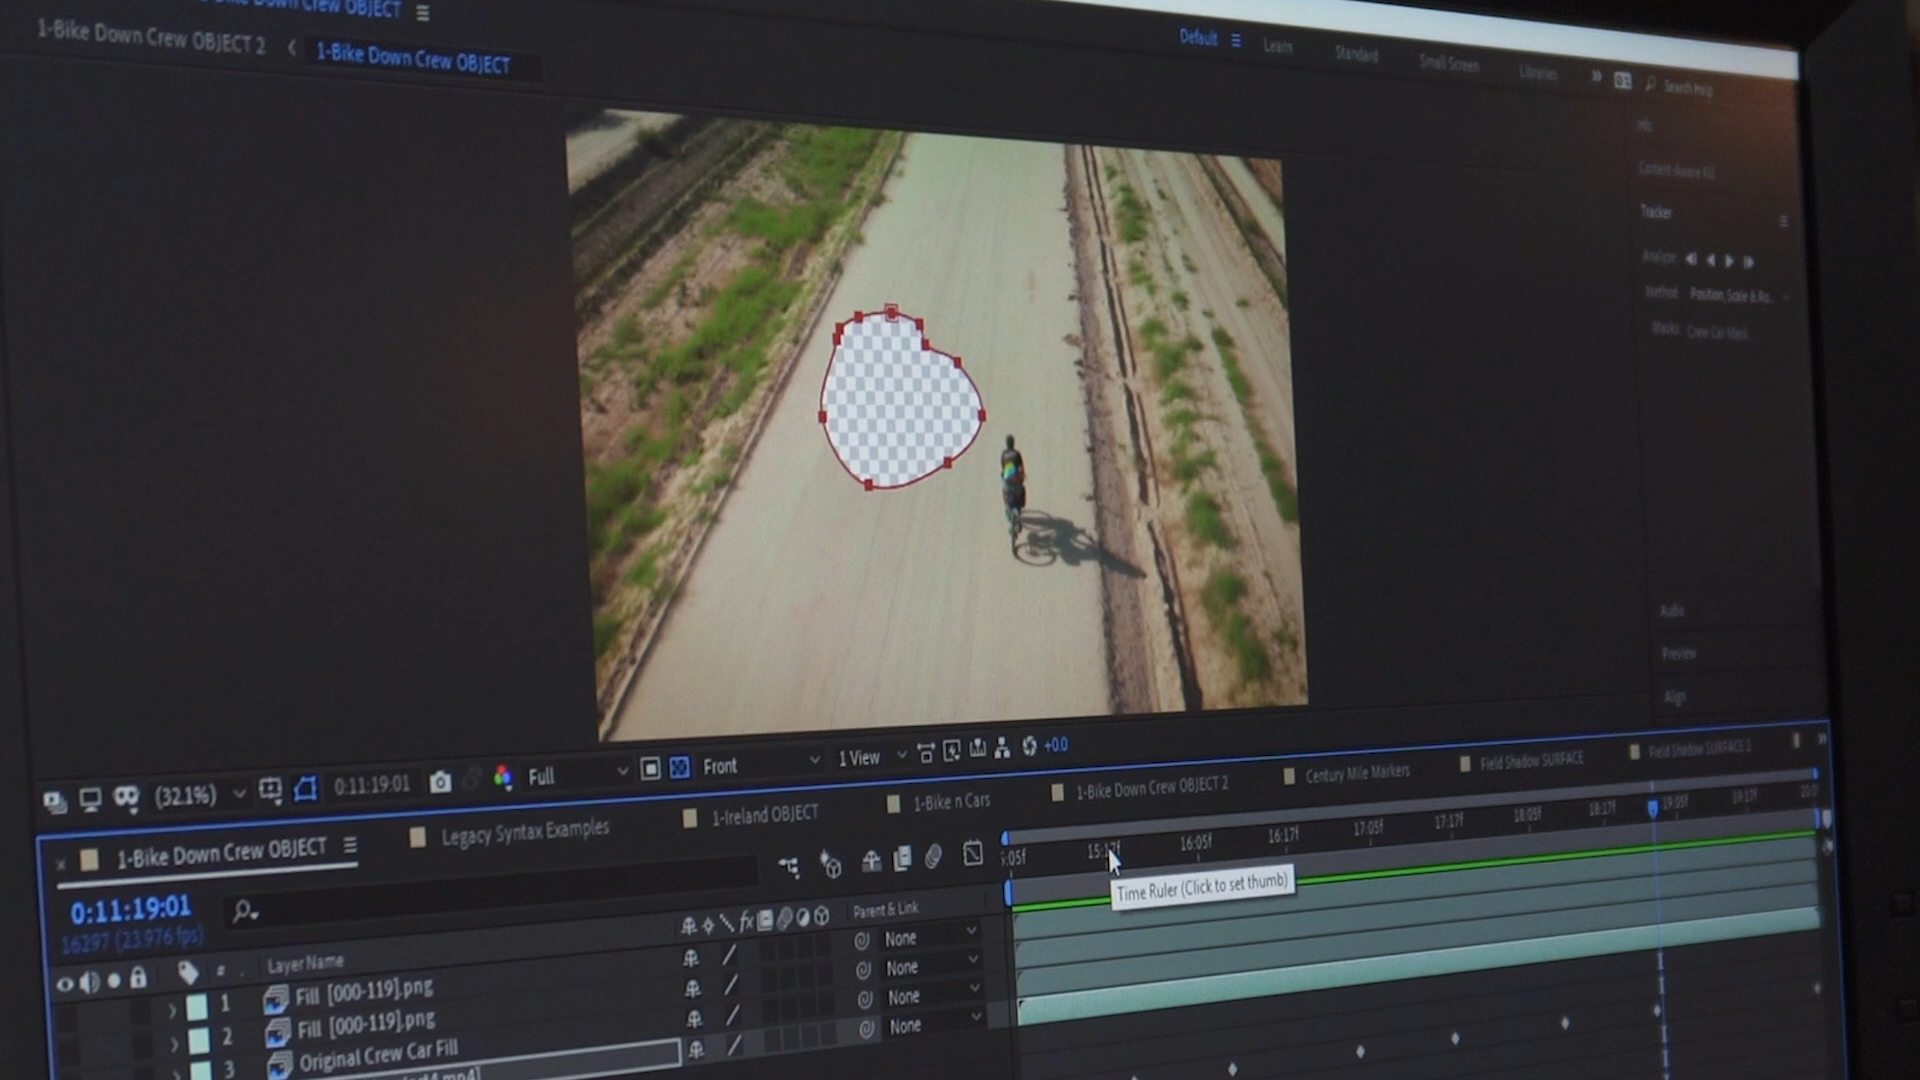 Bike Down Crew OBJECT
1-Bike Down Crew OBJECT 2
1-Bike Down Crew OBJECT
Default
Learn
Standard
Small Screen
Libraries
Search Help
Info
Content-Aware Fill
Tracker
Analyze:
Method: Position, Scale & Ro..
Masks: Crew Car Mask
Audio
Preview
Align
(32.1%)
0:11:19:01
Full
Front
1 View
+0.0
1-Bike Down Crew OBJECT
Legacy Syntax Examples
1-Ireland OBJECT
1-Bike n Cars
1-Bike Down Crew OBJECT 2
Century Mile Markers
Field Shadow SURFACE
Field Shadow SURFACE 2
0:11:19:01
16297 (23.976 fps)
:05f
15:17f
16:05f
16:17f
17:05f
17:17f
18:05f
18:17f
19:05f
19:17f
20:0
Time Ruler (Click to set thumb)
# Layer Name
fx
Parent & Link
1 Fill [000-119].png
None
2 Fill [000-119].png
None
3 Original Crew Car Fill
None
None